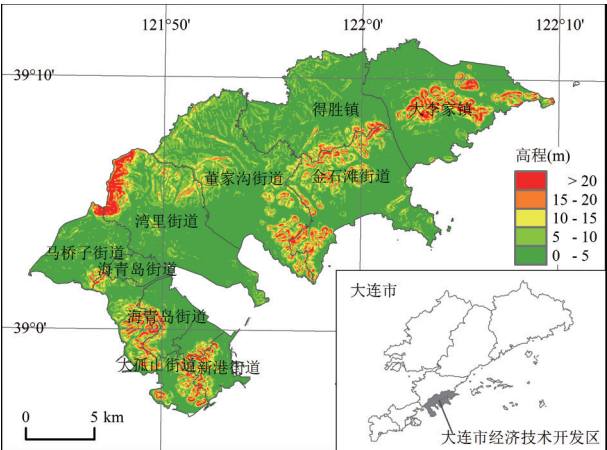 121°50'
122°0'
122°10'
39°10'
得胜镇
大李家镇
高程(m)
> 20
15 - 20
10 - 15
5 - 10
0 - 5
董家沟街道
金石滩街道
湾里街道
马桥子街道
海青岛街道
39°0'
海青岛街道
大孤山街道
新港街道
0
5 km
大连市
大连市经济技术开发区